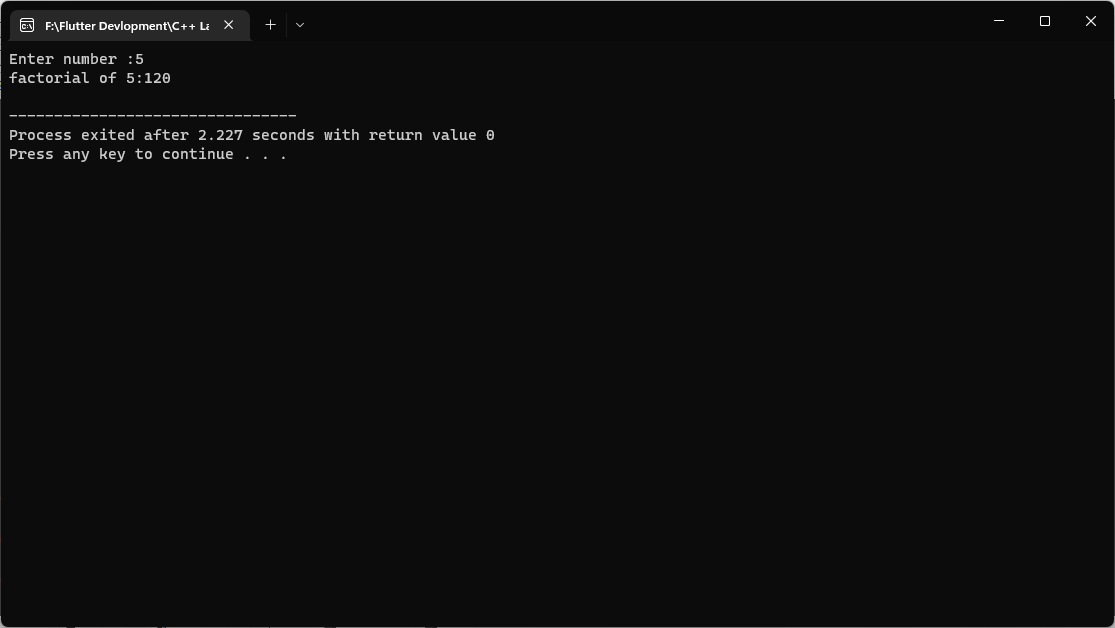 F:\Flutter Devlopment\C++ La
Enter number :5
factorial of 5:120
--------------------------------
Process exited after 2.227 seconds with return value 0
Press any key to continue . . .